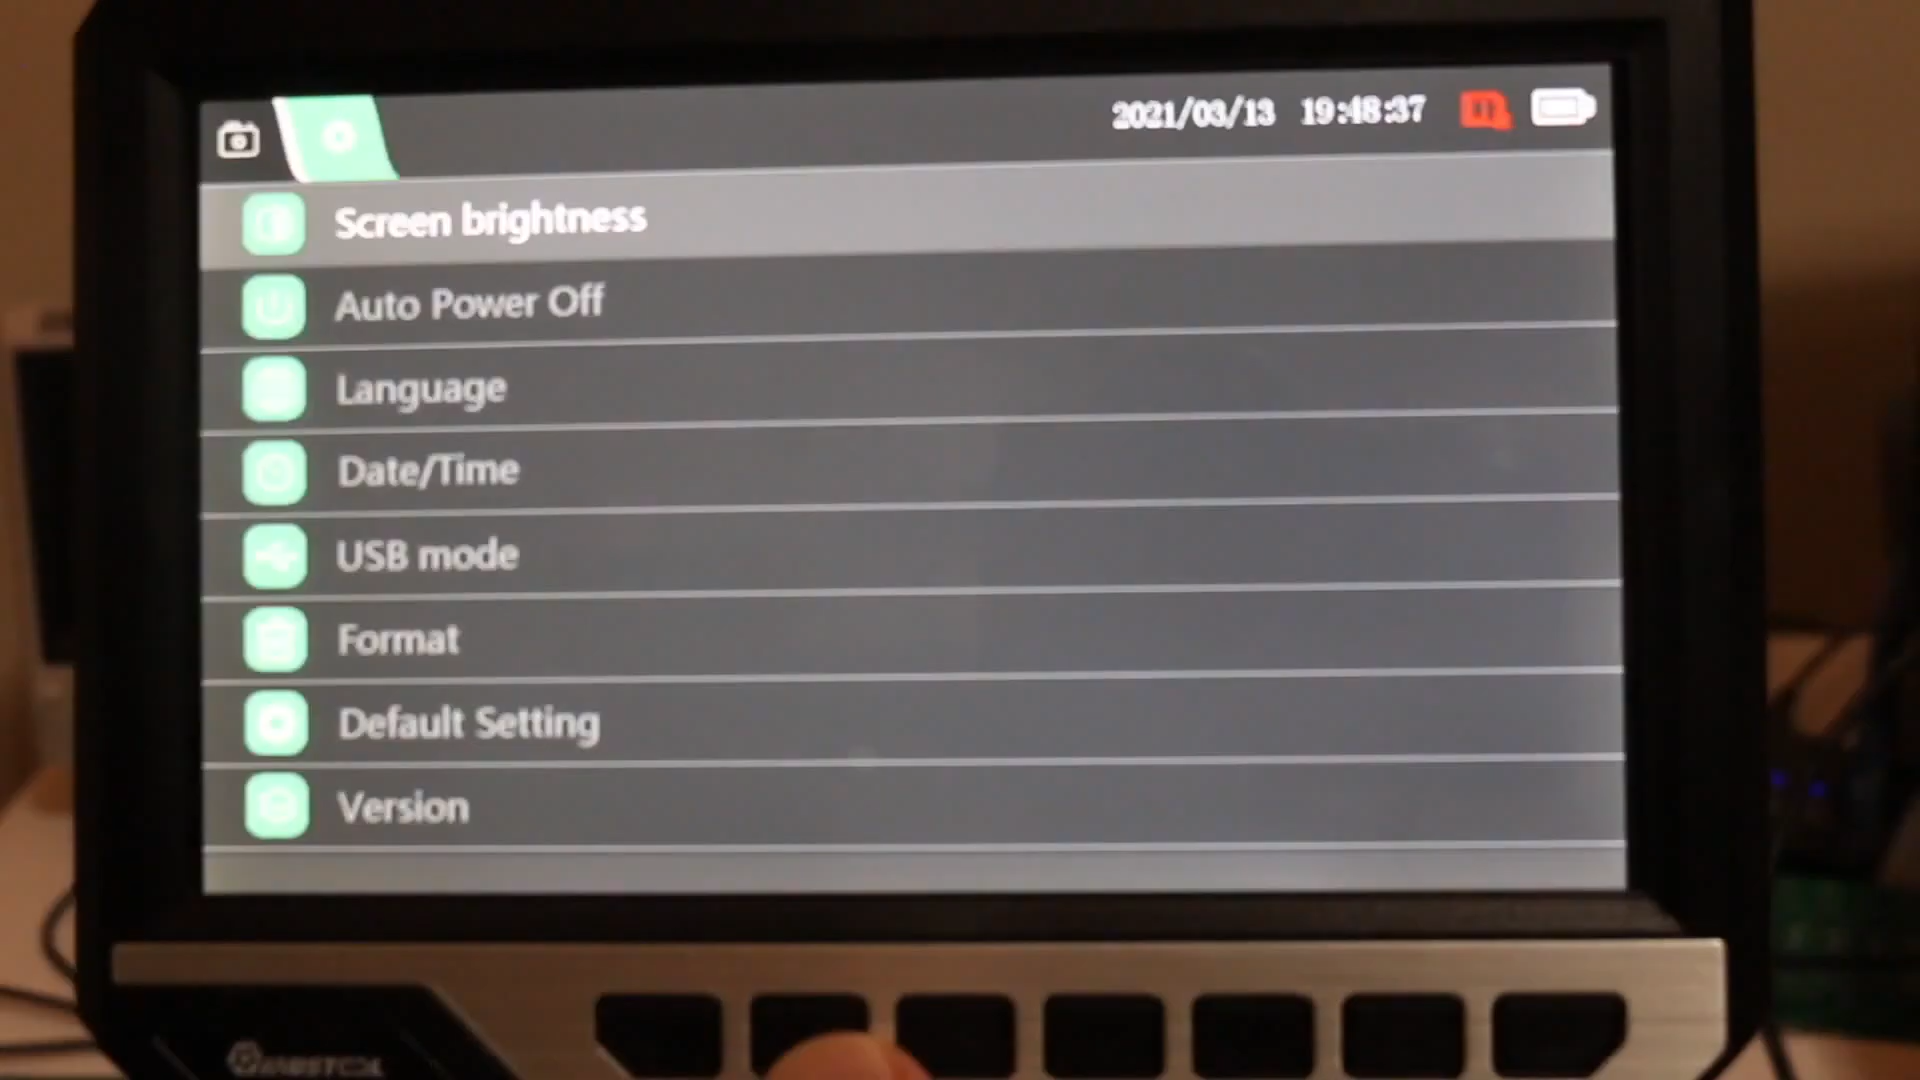 2021/03/13 19:48:37
Screen brightness
Auto Power Off
Language
Date/Time
USB mode
Format
Default Setting
Version